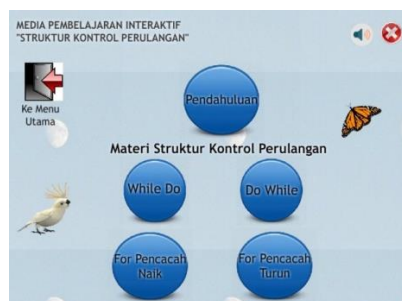 MEDIA PEMBELAJARAN INTERAKTIF
"STRUKTUR KONTROL PERULANGAN"
Ke Menu
Utama
Pendahuluan
Materi Struktur Kontrol Perulangan
While Do
Do While
For Pencacah
Naik
For Pencacah
Turun